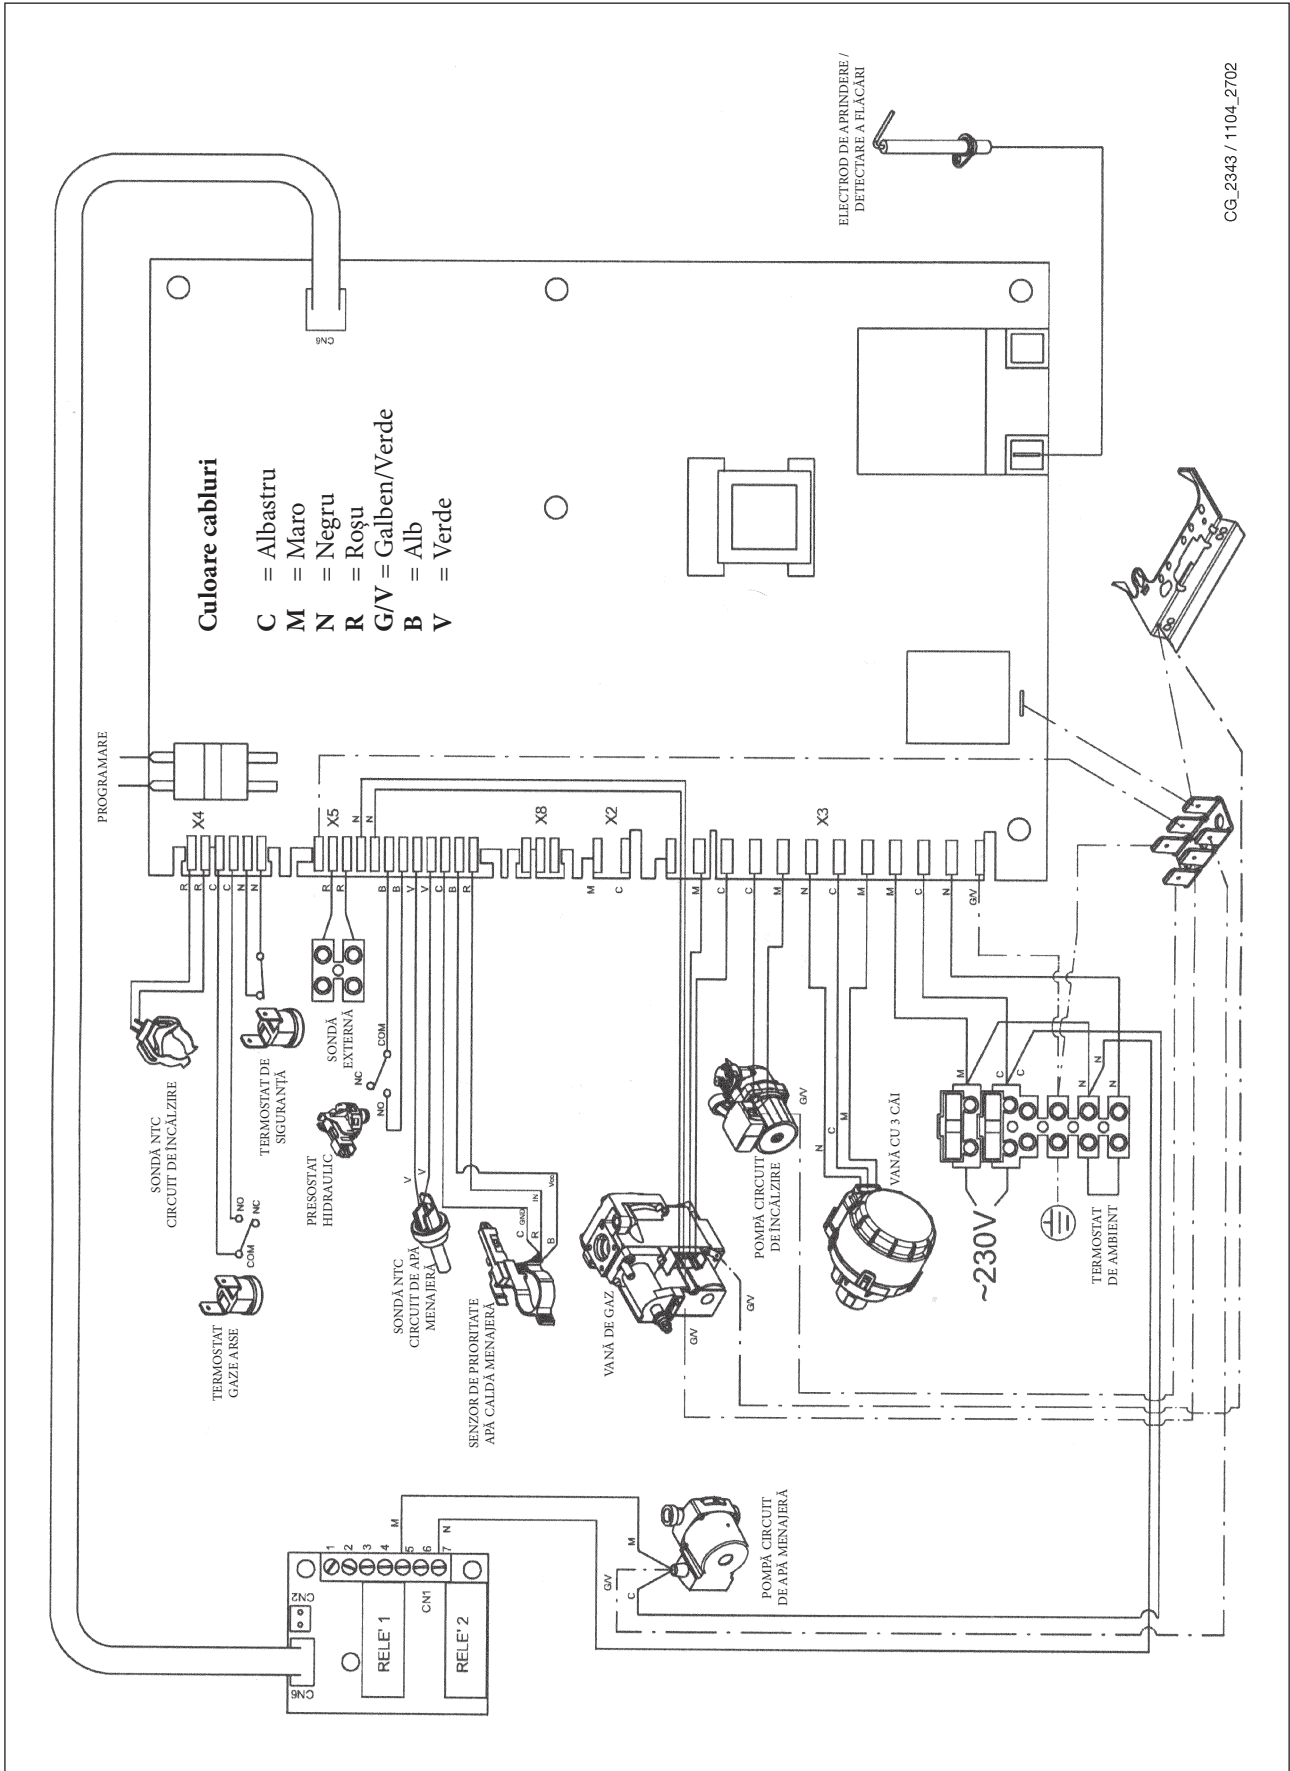 CG_2343 / 1104_2702
ELECTROD DE APRINDERE /
DETECTARE A FLĂCĂRI
CN6
Culoare cabluri
C = Albastru
M = Maro
N = Negru
R = Roșu
G/V = Galben/Verde
B = Alb
V = Verde
PROGRAMARE
X4
X5
N
N
X8
X2
X3
R
R
C
C
N
N
R
R
B
B
V
V
C
B
R
M
C
M
C
C
M
N
C
M
M
C
N
G/V
SONDĂ NTC
CIRCUIT DE ÎNCĂLZIRE
TERMOSTAT DE
SIGURANȚĂ
SONDĂ
EXTERNĂ
PRESOSTAT
HIDRAULIC
NO
NC
COM
TERMOSTAT
GAZE ARSE
COM
NO
NC
SONDĂ NTC
CIRCUIT DE APĂ
MENAJERĂ
V
V
SENZOR DE PRIORITATE
APĂ CALDĂ MENAJERĂ
C
GND
R
IN
B
Vcc
VANĂ DE GAZ
G/V
G/V
POMPĂ CIRCUIT
DE ÎNCĂLZIRE
G/V
VANĂ CU 3 CĂI
N
C
M
~230V
M
C
C
N
N
N
TERMOSTAT
DE AMBIENT
POMPĂ CIRCUIT
DE APĂ MENAJERĂ
G/V
C
M
M
N
1
2
3
4
5
6
7
CN2
CN1
CN6
RELE' 1
RELE' 2